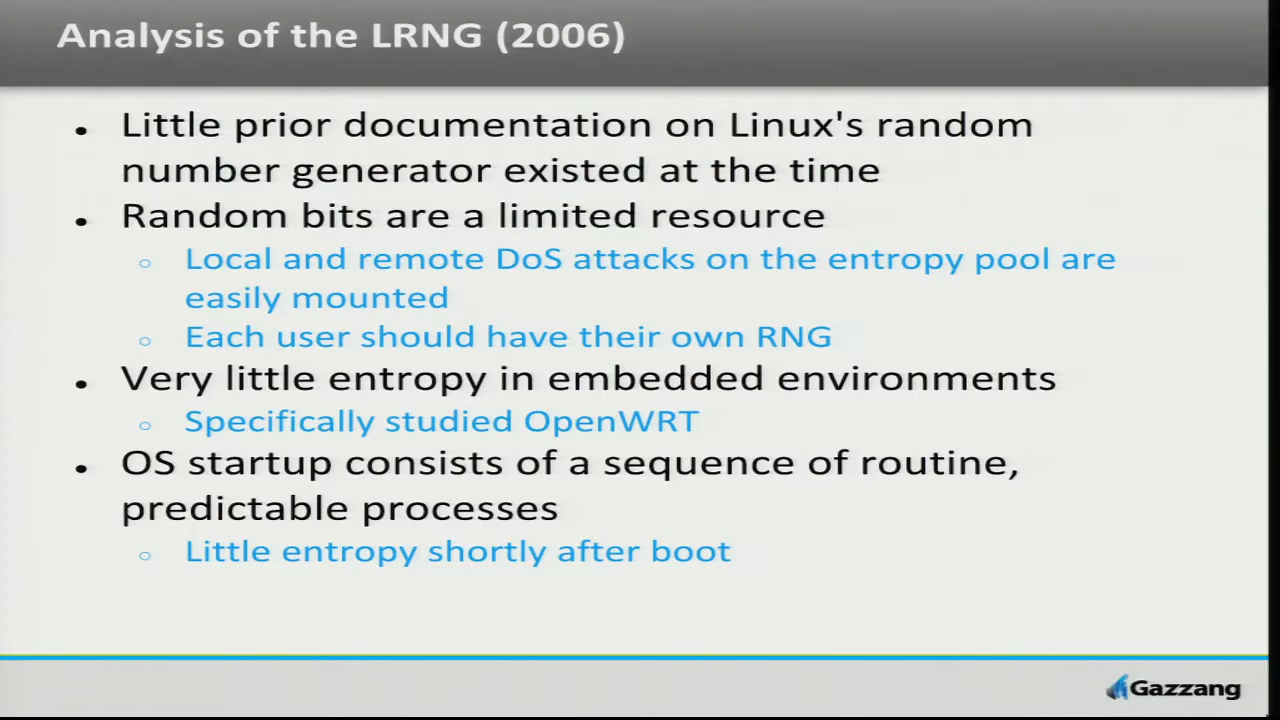 Analysis of the LRNG (2006)
• Little prior documentation on Linux's random
number generator existed at the time
• Random bits are a limited resource
○ Local and remote DoS attacks on the entropy pool are
easily mounted
○ Each user should have their own RNG
• Very little entropy in embedded environments
○ Specifically studied OpenWRT
• OS startup consists of a sequence of routine,
predictable processes
○ Little entropy shortly after boot
Gazzang